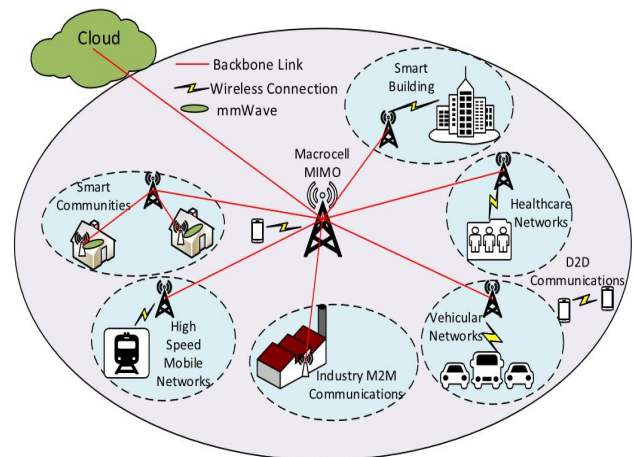 Cloud
Backbone Link
Wireless Connection
mmWave
Smart
Building
Macrocell
MIMO
Smart
Communities
Healthcare
Networks
D2D
Communications
High
Speed
Mobile
Networks
Industry M2M
Communications
Vehicular
Networks